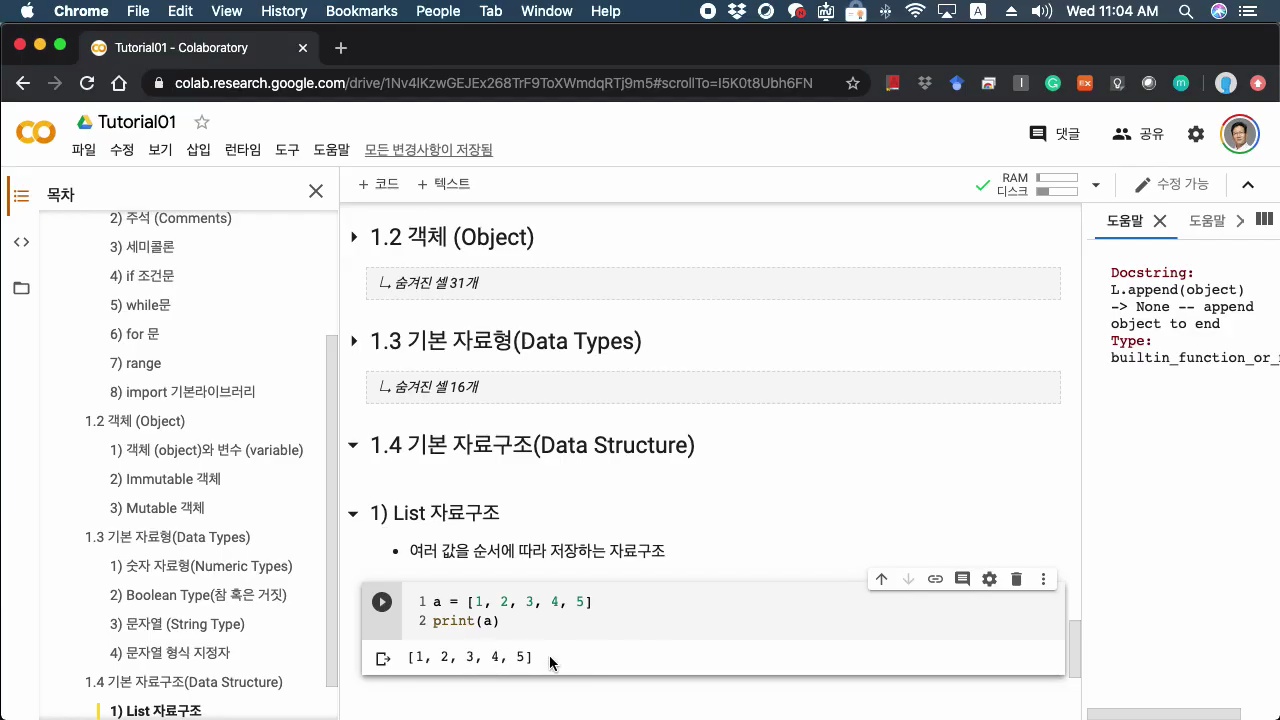 Chrome File Edit View History Bookmarks People Tab Window Help A Wed 11:04 AM
Tutorial01 - Colaboratory
colab.research.google.com/drive/1Nv4lKzwGEJEx268TrF9ToXWmdqRTj9m5#scrollTo=I5K0t8Ubh6FN
Tutorial01
댓글 공유
파일 수정 보기 삽입 런타임 도구 도움말 모든 변경사항이 저장됨
목차
+ 코드 + 텍스트
RAM
디스크
수정 가능
2) 주석 (Comments)
3) 세미콜론
4) if 조건문
5) while문
6) for 문
7) range
8) import 기본라이브러리
1.2 객체 (Object)
1) 객체 (object)와 변수 (variable)
2) Immutable 객체
3) Mutable 객체
1.3 기본 자료형(Data Types)
1) 숫자 자료형(Numeric Types)
2) Boolean Type(참 혹은 거짓)
3) 문자열 (String Type)
4) 문자열 형식 지정자
1.4 기본 자료구조(Data Structure)
1) List 자료구조
1.2 객체 (Object)
숨겨진 셀 31개
1.3 기본 자료형(Data Types)
숨겨진 셀 16개
1.4 기본 자료구조(Data Structure)
1) List 자료구조
• 여러 값을 순서에 따라 저장하는 자료구조
1 a = [1, 2, 3, 4, 5]
2 print(a)
[1, 2, 3, 4, 5]
도움말 도움말
Docstring:
L.append(object)
-> None -- append
object to end
Type:
builtin_function_or_